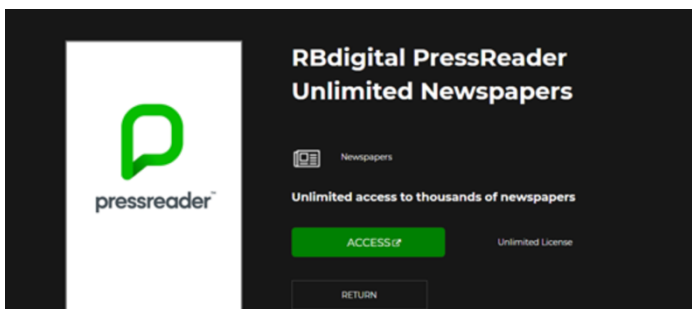 RBdigital PressReader
Unlimited Newspapers
pressreader™
Newspapers
Unlimited access to thousands of newspapers
ACCESS
Unlimited License
RETURN